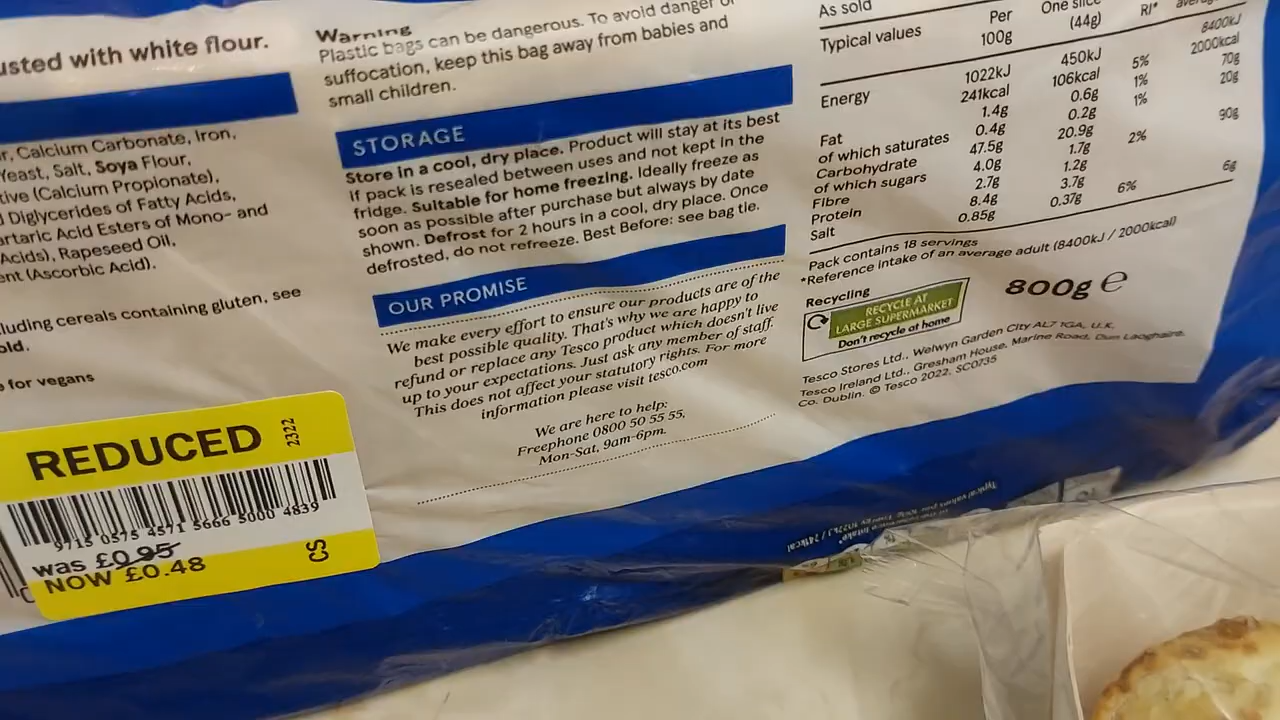 usted with white flour.
r, Calcium Carbonate, Iron,
Yeast, Salt, Soya Flour,
tive (Calcium Propionate),
Diglycerides of Fatty Acids,
artaric Acid Esters of Mono- and
Acids), Rapeseed Oil,
ent (Ascorbic Acid).
luding cereals containing gluten, see
old.
for vegans
REDUCED
2322
9715 0575 4571 5666 5000 4839
was £0.95
NOW £0.48
CS
Warning
Plastic bags can be dangerous. To avoid danger of
suffocation, keep this bag away from babies and
small children.
STORAGE
Store in a cool, dry place. Product will stay at its best
if pack is resealed between uses and not kept in the
fridge. Suitable for home freezing. Ideally freeze as
soon as possible after purchase but always by date
shown. Defrost for 2 hours in a cool, dry place. Once
defrosted, do not refreeze. Best Before: see bag tie.
OUR PROMISE
We make every effort to ensure our products are of the
best possible quality. That's why we are happy to
refund or replace any Tesco product which doesn't live
up to your expectations. Just ask any member of staff.
This does not affect your statutory rights. For more
information please visit tesco.com
We are here to help:
Freephone 0800 50 55 55,
Mon-Sat, 9am-6pm.
As sold
Typical values Per 100g One slice (44g) RI* average
Energy 1022kJ 450kJ 8400kJ
241kcal 106kcal 5% 2000kcal
Fat 1.4g 0.6g 1% 70g
of which saturates 0.4g 0.2g 1% 20g
Carbohydrate 47.5g 20.9g
of which sugars 4.0g 1.7g 2% 90g
Fibre 2.7g 1.2g
Protein 8.4g 3.7g
Salt 0.85g 0.37g 6% 6g
Pack contains 18 servings
*Reference intake of an average adult (8400kJ / 2000kcal)
Recycling
RECYCLE AT
LARGE SUPERMARKET
Don't recycle at home
800g e
Tesco Stores Ltd., Welwyn Garden City AL7 1GA, U.K.
Tesco Ireland Ltd., Gresham House, Marine Road, Dun Laoghaire,
Co. Dublin. © Tesco 2022. SC0735